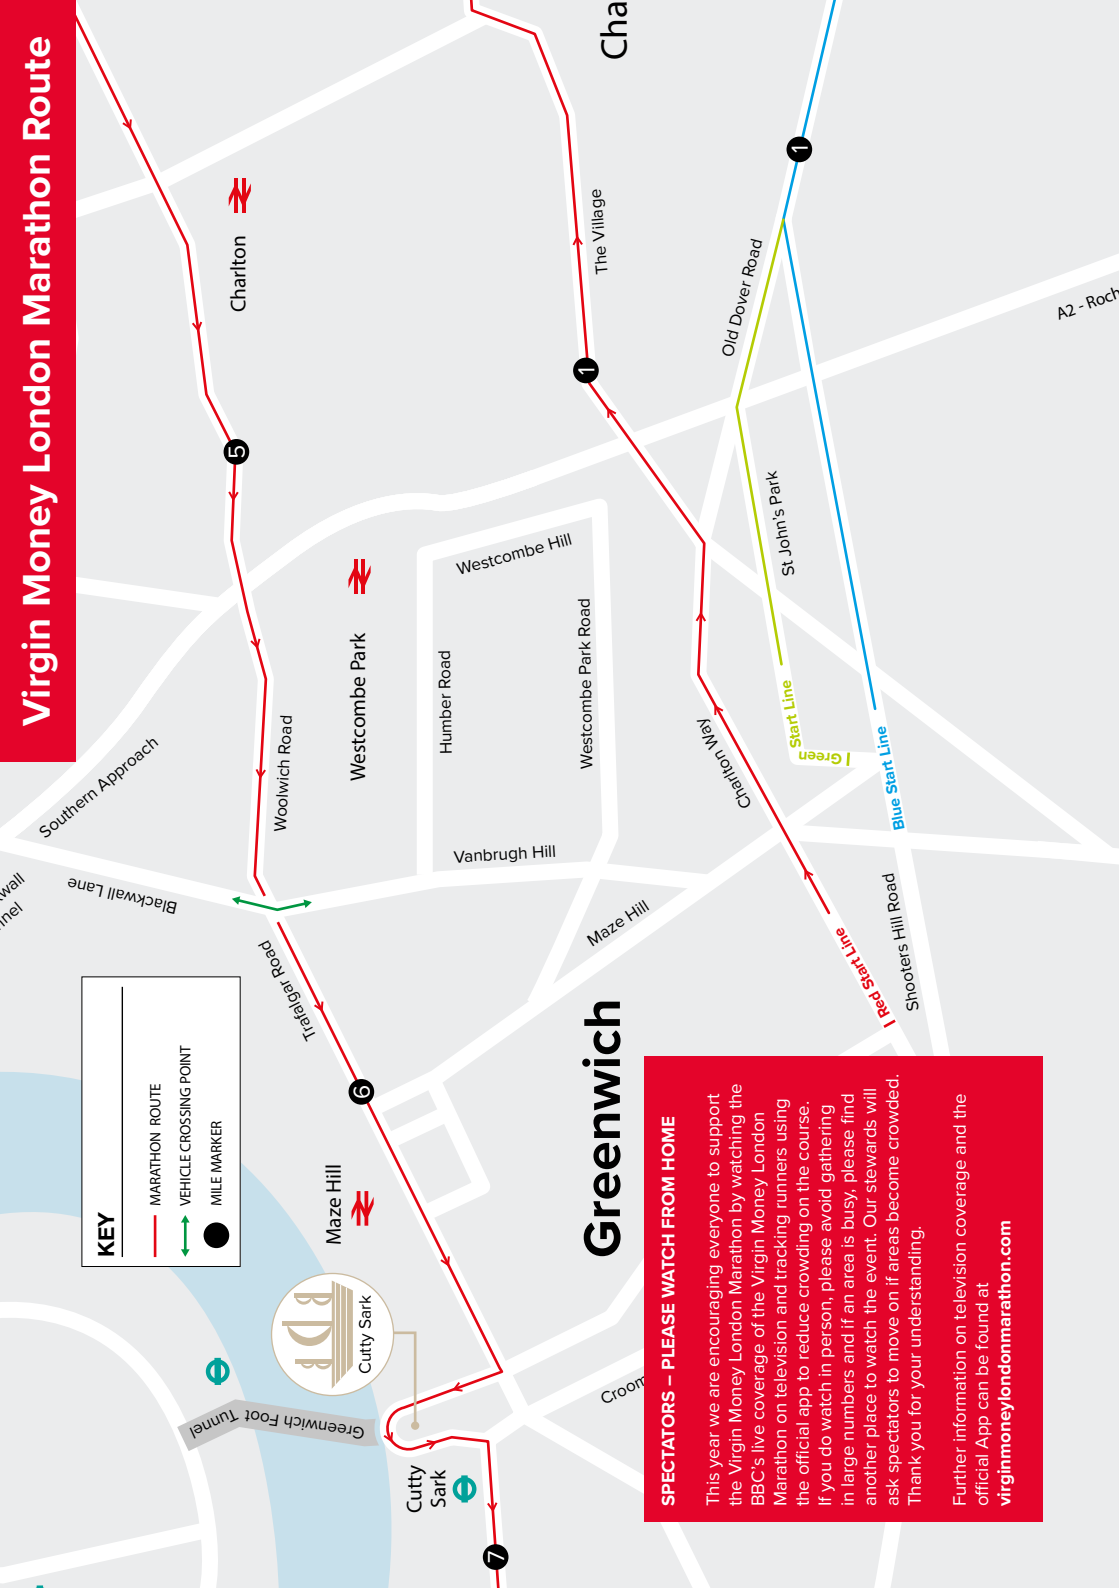 Virgin Money London Marathon Route
Charlton
Cha
The Village
Old Dover Road
A2 - Roch
1
1
5
St John's Park
Westcombe Hill
Westcombe Park
Humber Road
Westcombe Park Road
Woolwich Road
Southern Approach
Charlton Way
Start Line
Green
Blue Start Line
Vanbrugh Hill
Blackwall Lane
wall
nel
Maze Hill
Trafalgar Road
Red Start Line
Shooters Hill Road
Greenwich
6
KEY
MARATHON ROUTE
VEHICLE CROSSING POINT
MILE MARKER
Maze Hill
Cutty Sark
Greenwich Foot Tunnel
Cutty
Sark
Croom
7
SPECTATORS – PLEASE WATCH FROM HOME
This year we are encouraging everyone to support
the Virgin Money London Marathon by watching the
BBC's live coverage of the Virgin Money London
Marathon on television and tracking runners using
the official app to reduce crowding on the course.
If you do watch in person, please avoid gathering
in large numbers and if an area is busy, please find
another place to watch the event. Our stewards will
ask spectators to move on if areas become crowded.
Thank you for your understanding.
Further information on television coverage and the
official App can be found at
virginmoneylondonmarathon.com